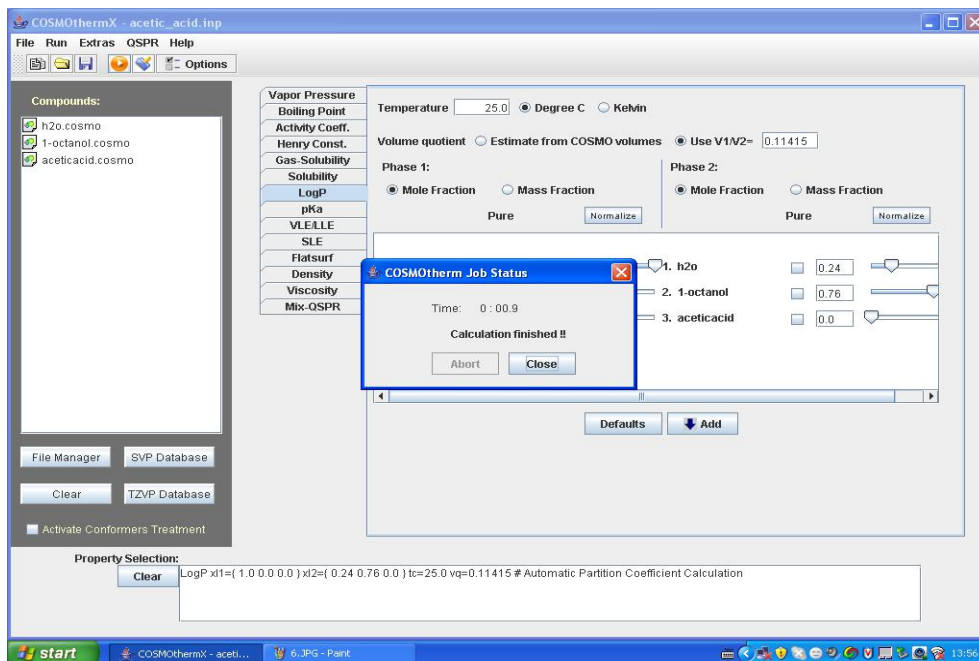 COSMOthermX - acetic_acid.inp
File Run Extras QSPR Help
Options
Compounds:
h2o.cosmo
1-octanol.cosmo
aceticacid.cosmo
File Manager SVP Database
Clear TZVP Database
Activate Conformers Treatment
Vapor Pressure
Boiling Point
Activity Coeff.
Henry Const.
Gas-Solubility
Solubility
LogP
pKa
VLE/LLE
SLE
Flatsurf
Density
Viscosity
Mix-QSPR
Temperature 25.0 Degree C Kelvin
Volume quotient Estimate from COSMO volumes Use V1/V2= 0.11415
Phase 1: Phase 2:
Mole Fraction Mass Fraction Mole Fraction Mass Fraction
Pure Normalize Pure Normalize
1. h2o 0.24
2. 1-octanol 0.76
3. aceticacid 0.0
COSMOtherm Job Status
Time: 0 : 00.9
Calculation finished !!
Abort Close
Defaults Add
Property Selection:
Clear LogP xl1=( 1.0 0.0 0.0 ) xl2=( 0.24 0.76 0.0 ) tc=25.0 vq=0.11415 # Automatic Partition Coefficient Calculation
start COSMOthermX - aceti... 6.JPG - Paint 13:56